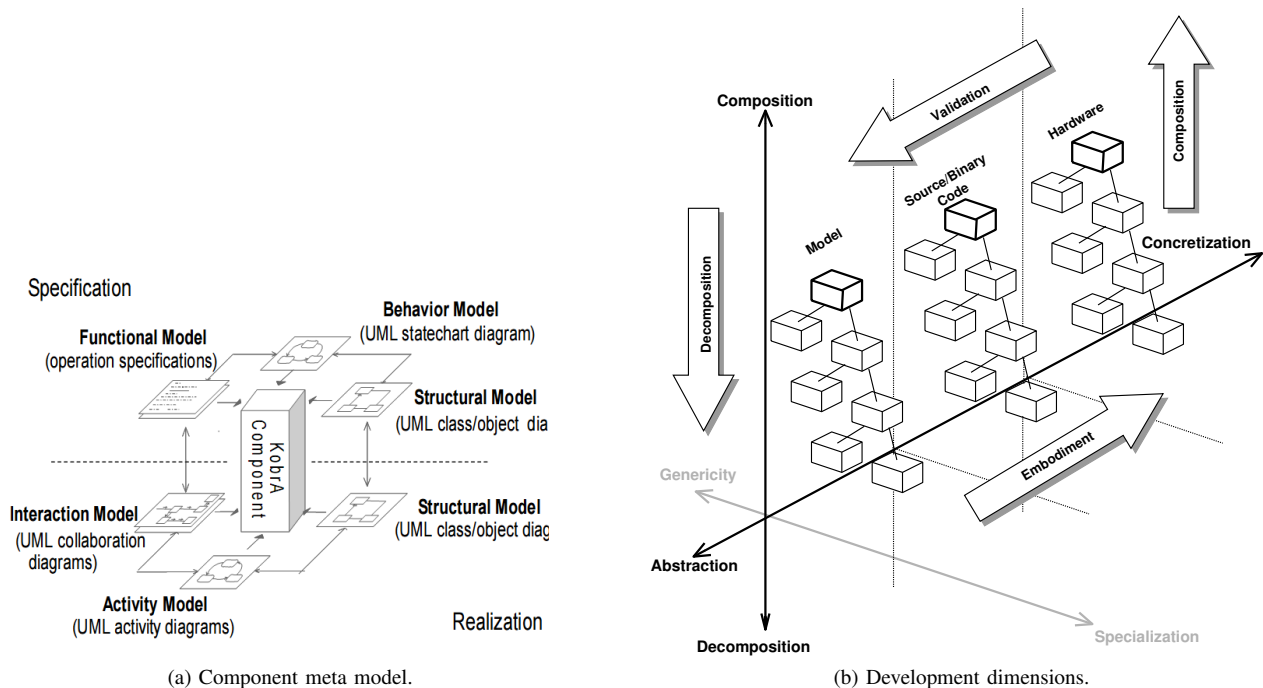 Specification
Behavior Model
(UML statechart diagram)
Functional Model
(operation specifications)
Structural Model
(UML class/object dia
KobrA
Component
Interaction Model
(UML collaboration
diagrams)
Structural Model
(UML class/object diag
Activity Model
(UML activity diagrams)
Realization
(a) Component meta model.
Composition
Validation
Hardware
Composition
Source/Binary
Code
Model
Concretization
Decomposition
Embodiment
Genericity
Abstraction
Specialization
Decomposition
(b) Development dimensions.